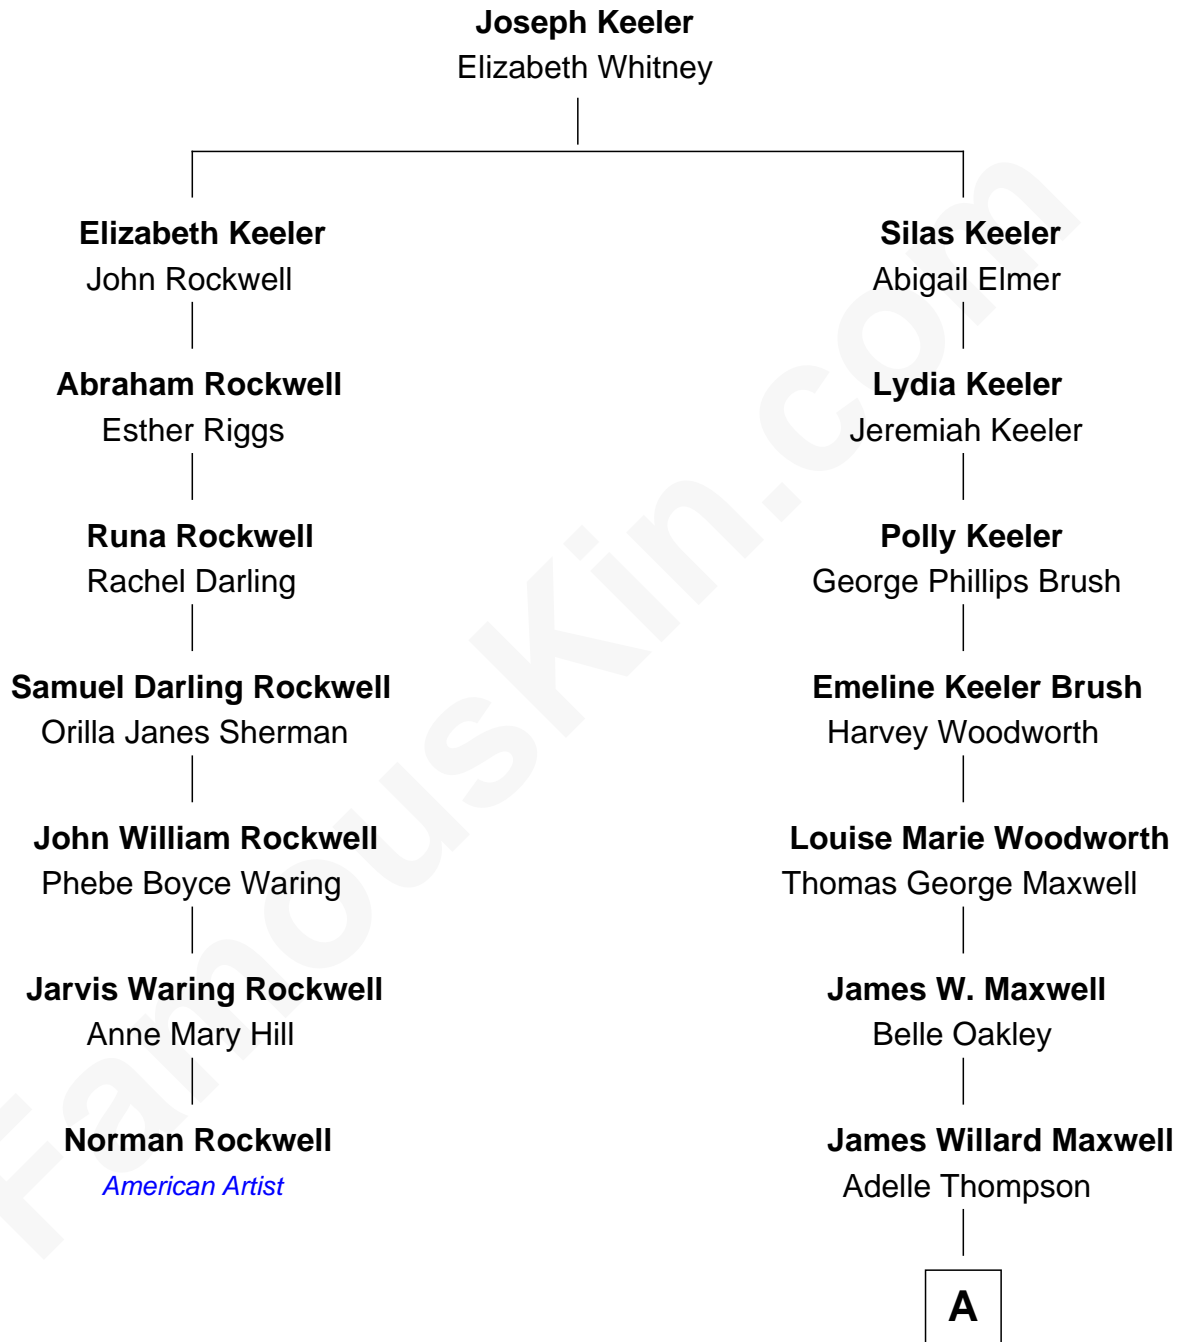 Joseph Keeler
Elizabeth Whitney
Elizabeth Keeler
John Rockwell
Silas Keeler
Abigail Elmer
Abraham Rockwell
Esther Riggs
Lydia Keeler
Jeremiah Keeler
Runa Rockwell
Rachel Darling
Polly Keeler
George Phillips Brush
Samuel Darling Rockwell
Orilla Janes Sherman
Emeline Keeler Brush
Harvey Woodworth
John William Rockwell
Phebe Boyce Waring
Louise Marie Woodworth
Thomas George Maxwell
Jarvis Waring Rockwell
Anne Mary Hill
James W. Maxwell
Belle Oakley
Norman Rockwell
American Artist
James Willard Maxwell
Adelle Thompson
A
FamousKin.com